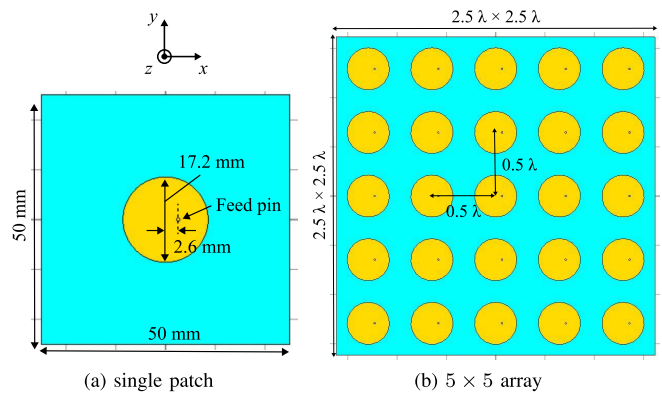 y
z
x
17.2 mm
Feed pin
2.6 mm
50 mm
50 mm
(a) single patch
2.5 λ × 2.5 λ
2.5 λ × 2.5 λ
0.5 λ
0.5 λ
(b) 5 × 5 array